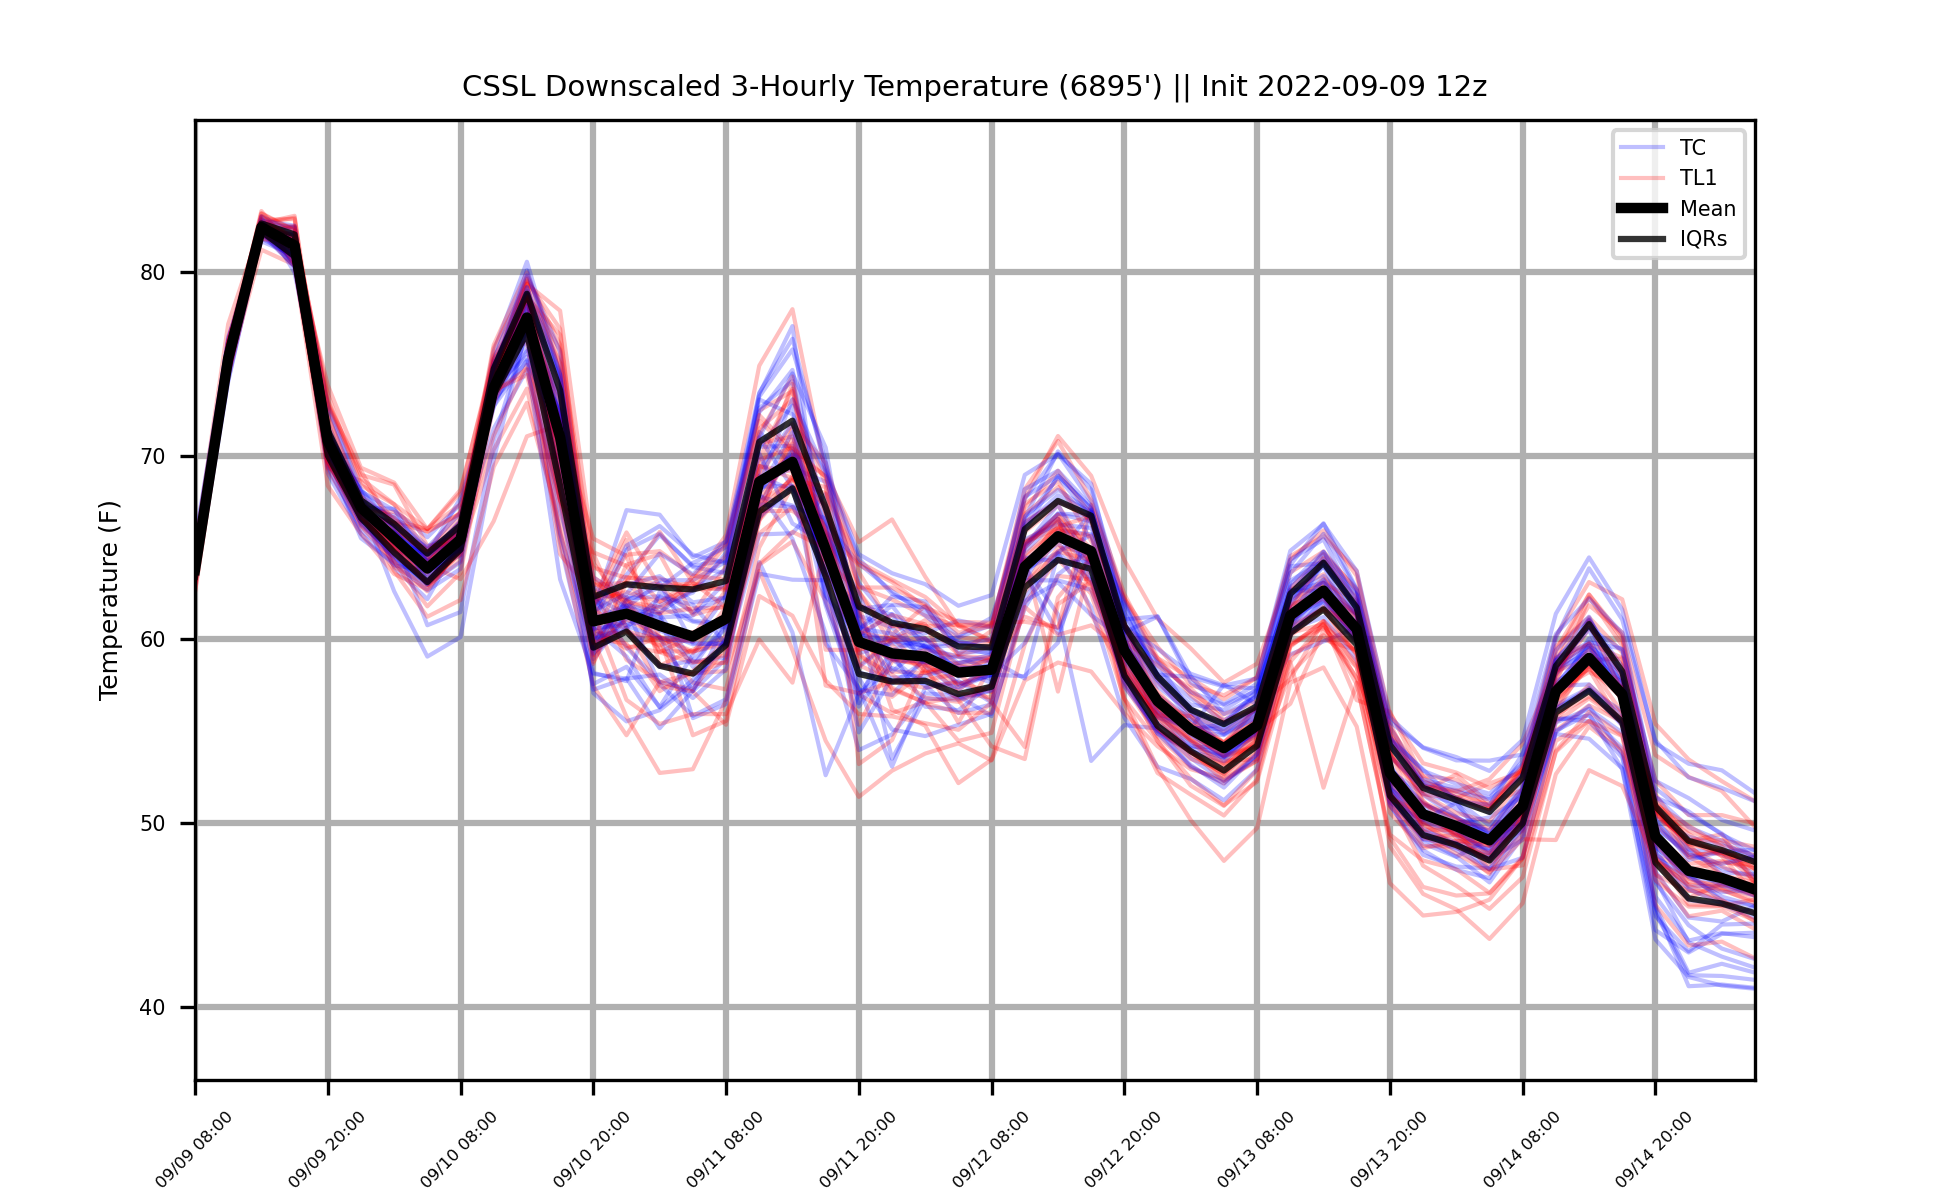 CSSL Downscaled 3-Hourly Temperature (6895') || Init 2022-09-09 12z
TC
TL1
Mean
IQRs
Temperature (F)
80
70
60
50
40
09/09 08:00
09/09 20:00
09/10 08:00
09/10 20:00
09/11 08:00
09/11 20:00
09/12 08:00
09/12 20:00
09/13 08:00
09/13 20:00
09/14 08:00
09/14 20:00